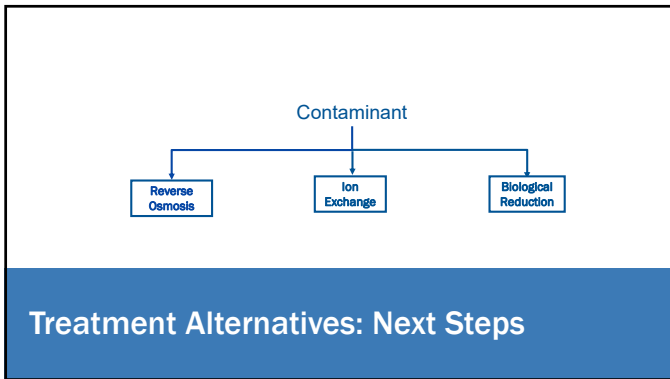 Contaminant
Reverse
Osmosis
Ion
Exchange
Biological
Reduction
Treatment Alternatives: Next Steps